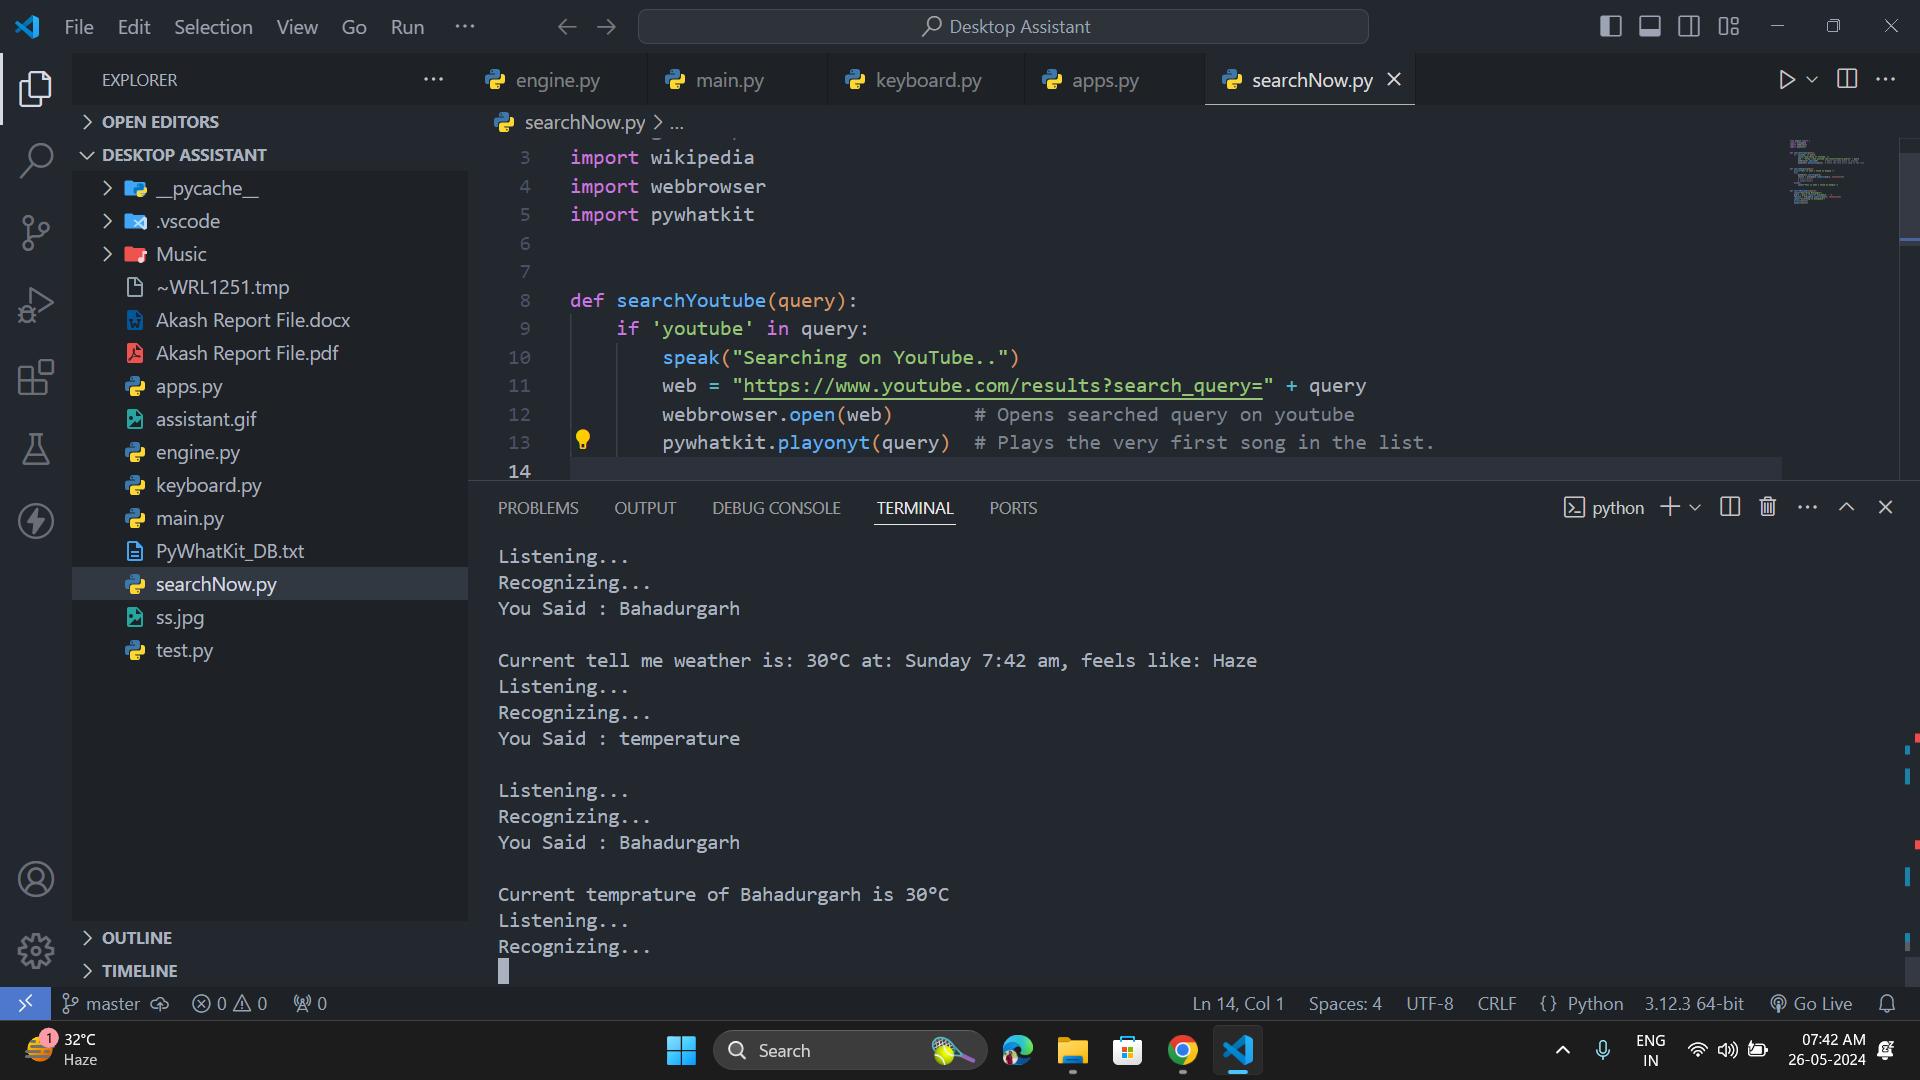 File Edit Selection View Go Run ...
Desktop Assistant
EXPLORER ...
engine.py main.py keyboard.py apps.py searchNow.py
OPEN EDITORS
DESKTOP ASSISTANT
__pycache__
.vscode
Music
~WRL1251.tmp
Akash Report File.docx
Akash Report File.pdf
apps.py
assistant.gif
engine.py
keyboard.py
main.py
PyWhatKit_DB.txt
searchNow.py
ss.jpg
test.py
OUTLINE
TIMELINE
searchNow.py > ...
3 import wikipedia
4 import webbrowser
5 import pywhatkit
6
7
8 def searchYoutube(query):
9 if 'youtube' in query:
10 speak("Searching on YouTube..")
11 web = "https://www.youtube.com/results?search_query=" + query
12 webbrowser.open(web) # Opens searched query on youtube
13 pywhatkit.playonyt(query) # Plays the very first song in the list.
14
PROBLEMS OUTPUT DEBUG CONSOLE TERMINAL PORTS
python
Listening...
Recognizing...
You Said : Bahadurgarh
Current tell me weather is: 30°C at: Sunday 7:42 am, feels like: Haze
Listening...
Recognizing...
You Said : temperature
Listening...
Recognizing...
You Said : Bahadurgarh
Current temprature of Bahadurgarh is 30°C
Listening...
Recognizing...
master 0 0 0
Ln 14, Col 1 Spaces: 4 UTF-8 CRLF {} Python 3.12.3 64-bit Go Live
1
32°C
Haze
Search
ENG
IN
07:42 AM
26-05-2024